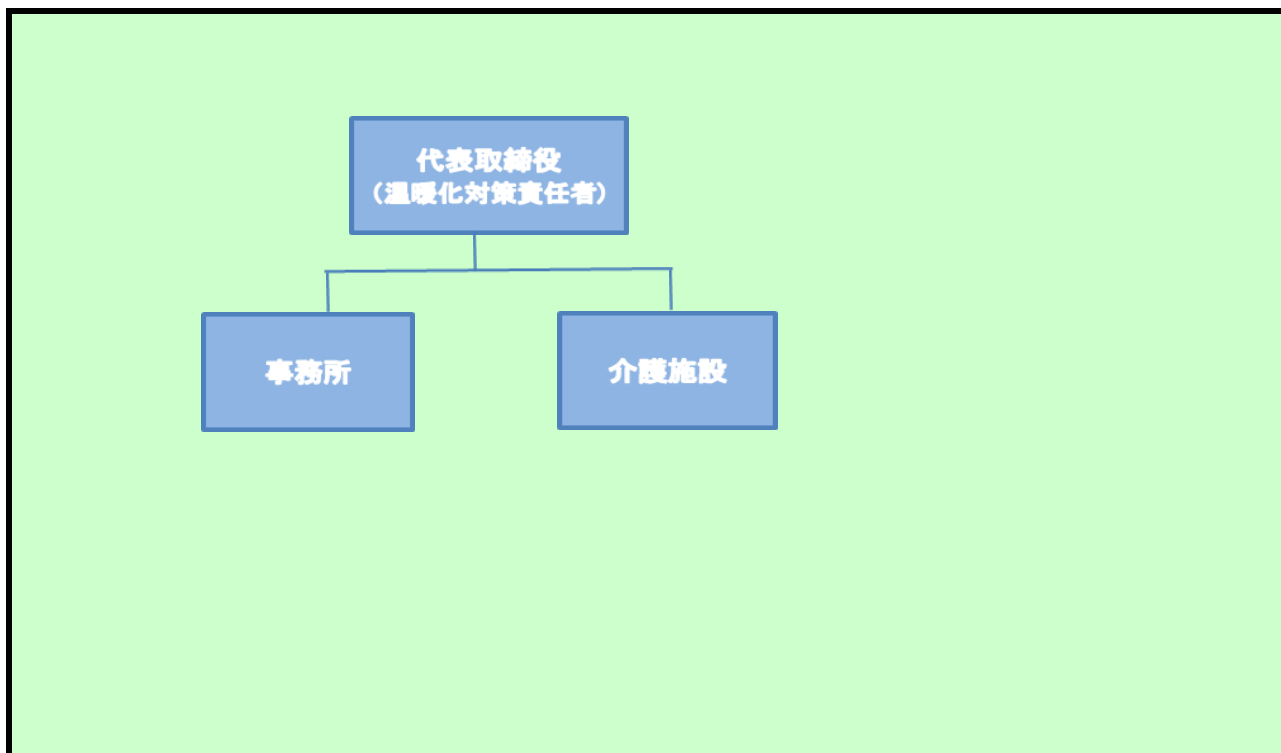 代表取締役
（温暖化対策責任者）
事務所
介護施設